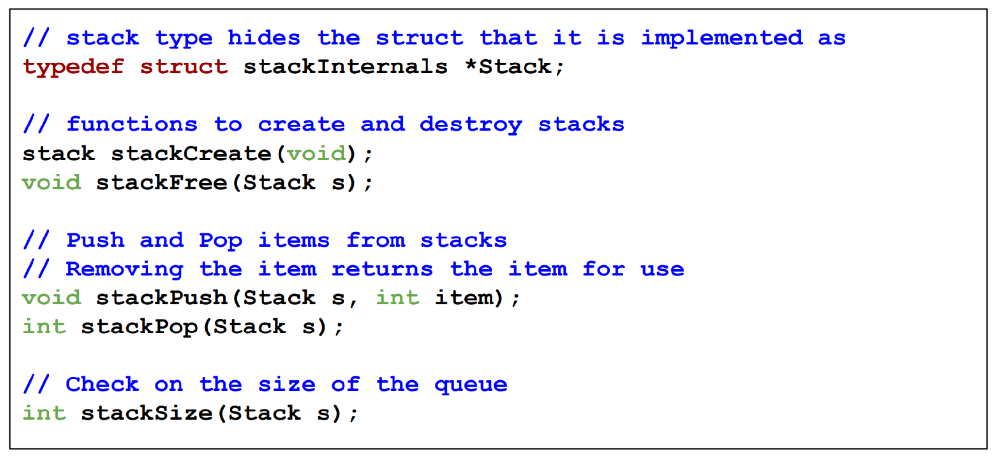 // stack type hides the struct that it is implemented as
typedef struct stackInternals *Stack;
// functions to create and destroy stacks
stack stackCreate(void);
void stackFree(Stack s);
// Push and Pop items from stacks
// Removing the item returns the item for use
void stackPush(Stack s, int item);
int stackPop(Stack s);
// Check on the size of the queue
int stackSize(Stack s);